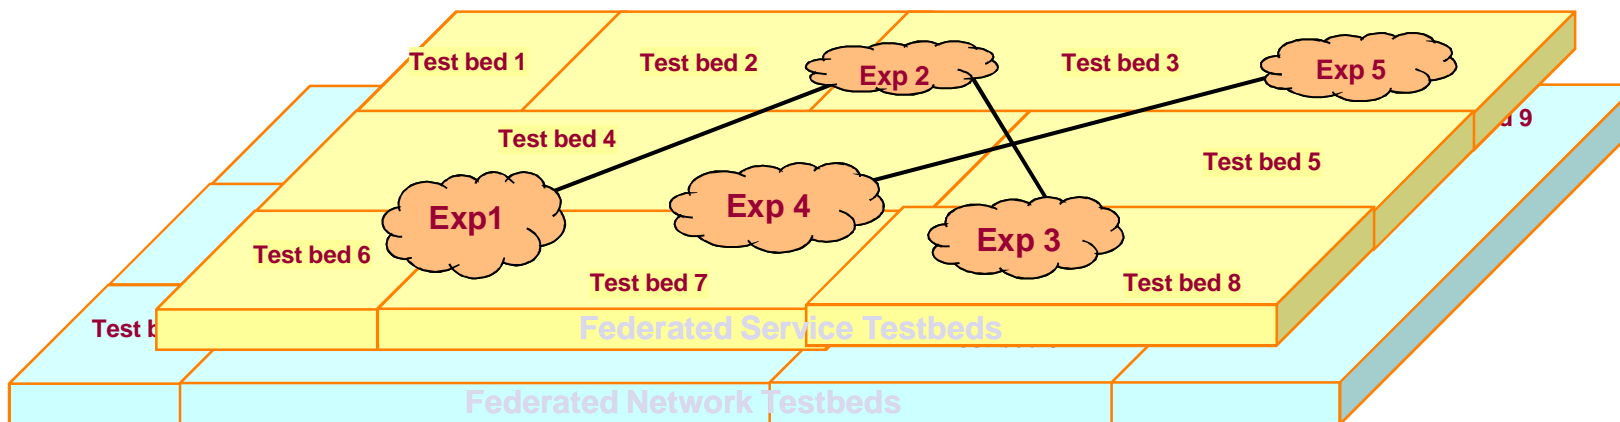 Test bed 1
Test bed 2
Exp 2
Test bed 3
Exp 5
9
Test bed 4
Test bed 5
Exp1
Exp 4
Exp 3
Test bed 6
Test bed 7
Test bed 8
Test
Federated Service Testbeds
Federated Network Testbeds